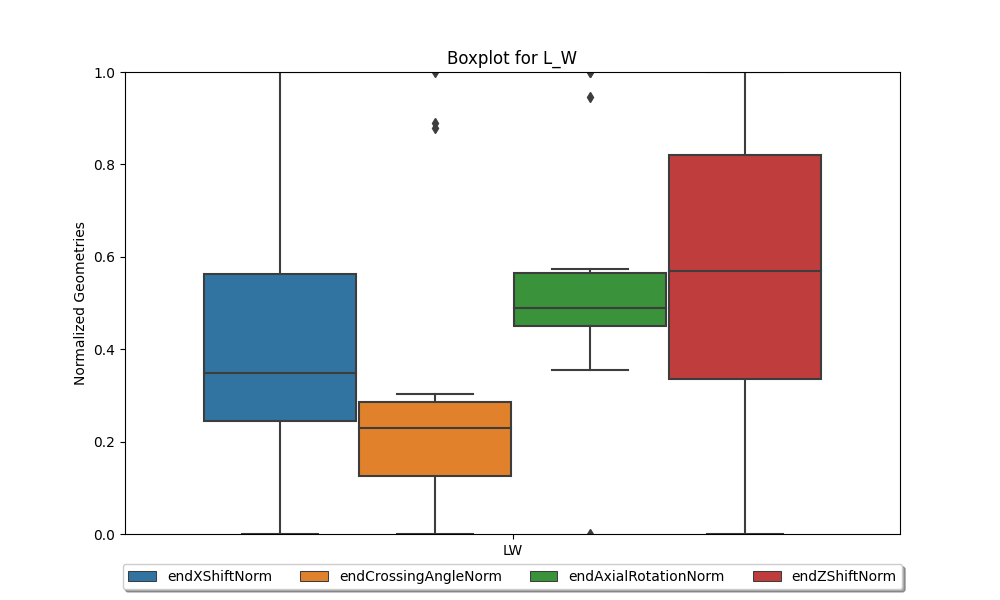 Boxplot for L_W
1.0
0.8
0.6
0.4
0.2
0.0
Normalized Geometries
LW
endXShiftNorm endCrossingAngleNorm endAxialRotationNorm endZShiftNorm